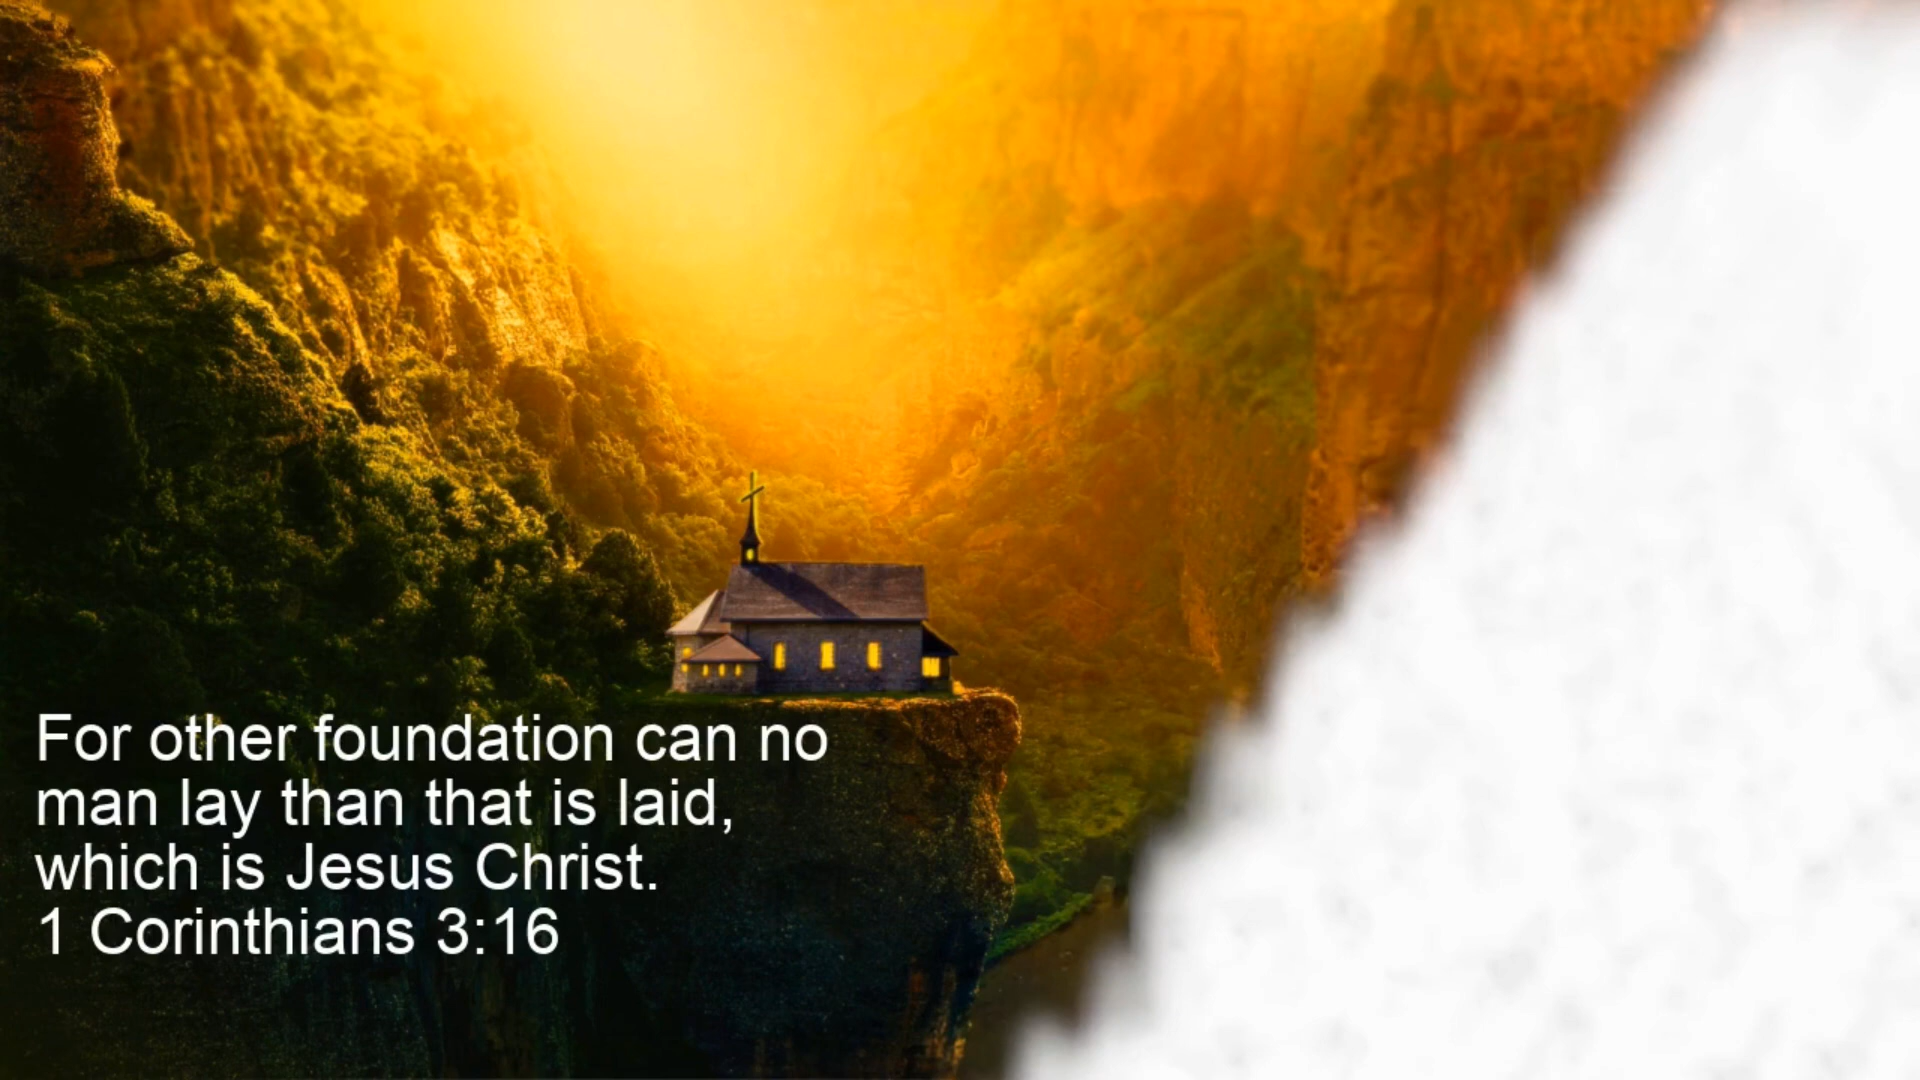 For other foundation can no
man lay than that is laid,
which is Jesus Christ.
1 Corinthians 3:16